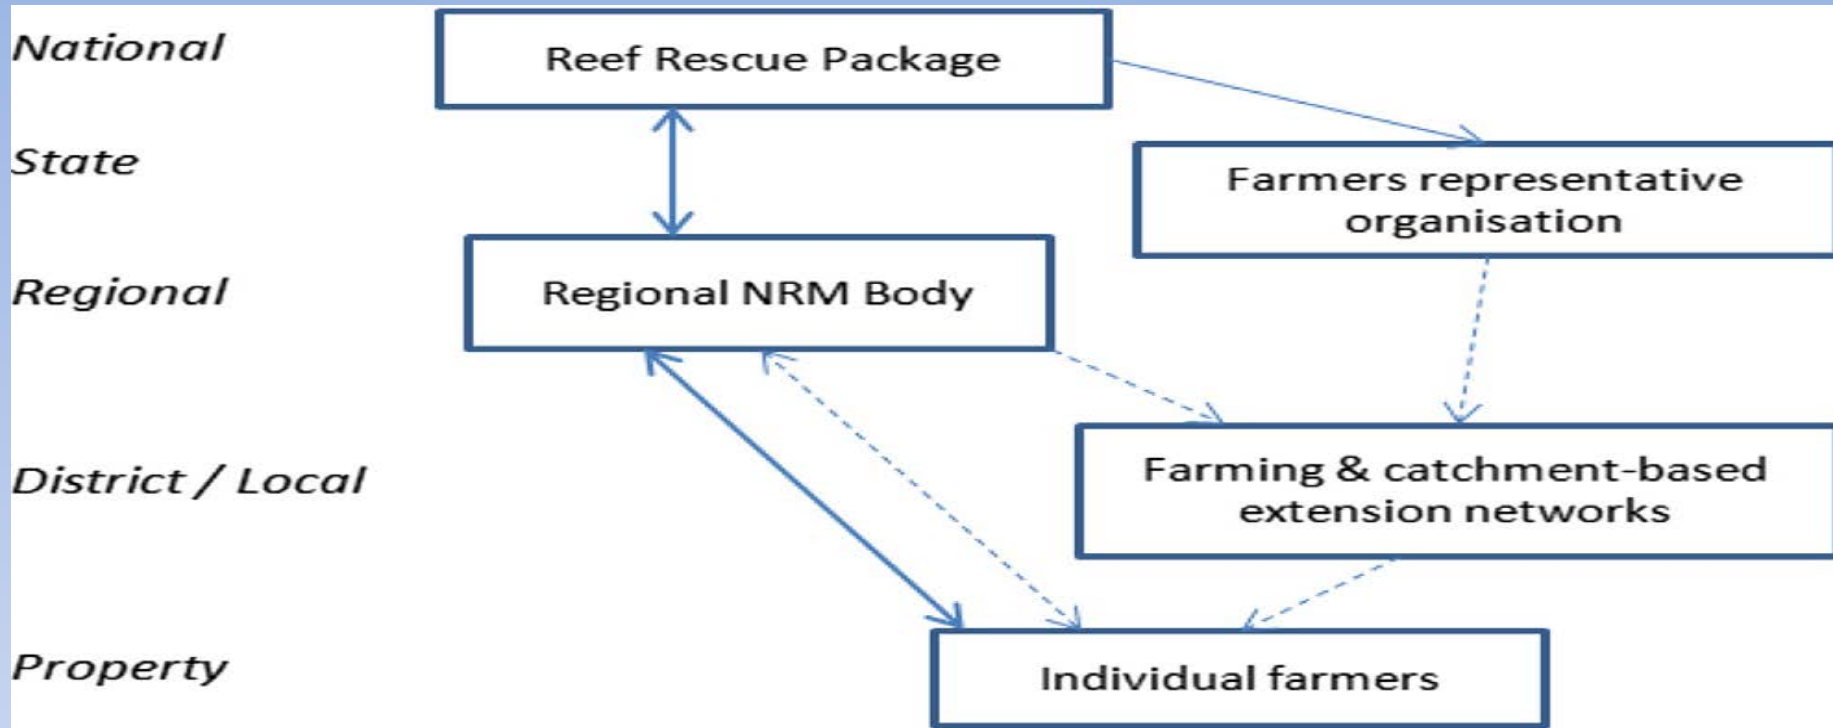 National
Reef Rescue Package
State
Farmers representative
organisation
Regional
Regional NRM Body
District / Local
Farming & catchment-based
extension networks
Property
Individual farmers